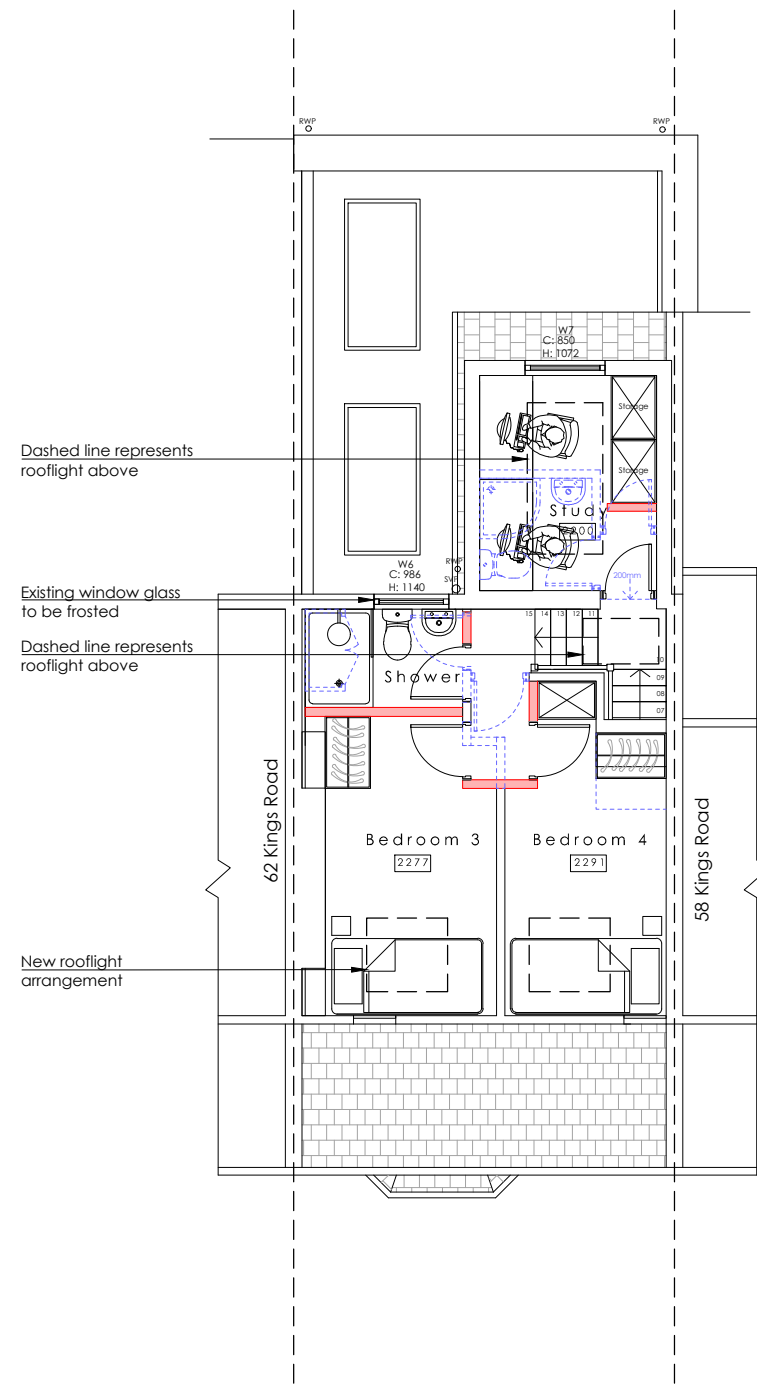 RWP
RWP
W7
C: 850
H: 1072
Dashed line represents
rooflight above
Storage
Storage
Study
2200
RWP
SVP
W6
C: 986
H: 1140
200mm
Existing window glass
to be frosted
15 14 13 12 11
10
09
08
07
Dashed line represents
rooflight above
Shower
62 Kings Road
Bedroom 3
2277
Bedroom 4
2291
58 Kings Road
New rooflight
arrangement